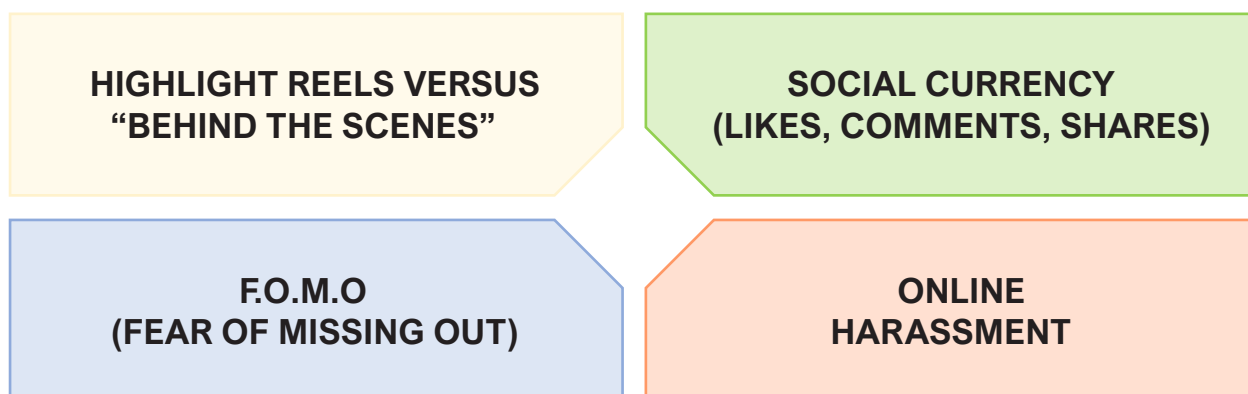 HIGHLIGHT REELS VERSUS
“BEHIND THE SCENES”
SOCIAL CURRENCY
(LIKES, COMMENTS, SHARES)
F.O.M.O
(FEAR OF MISSING OUT)
ONLINE
HARASSMENT